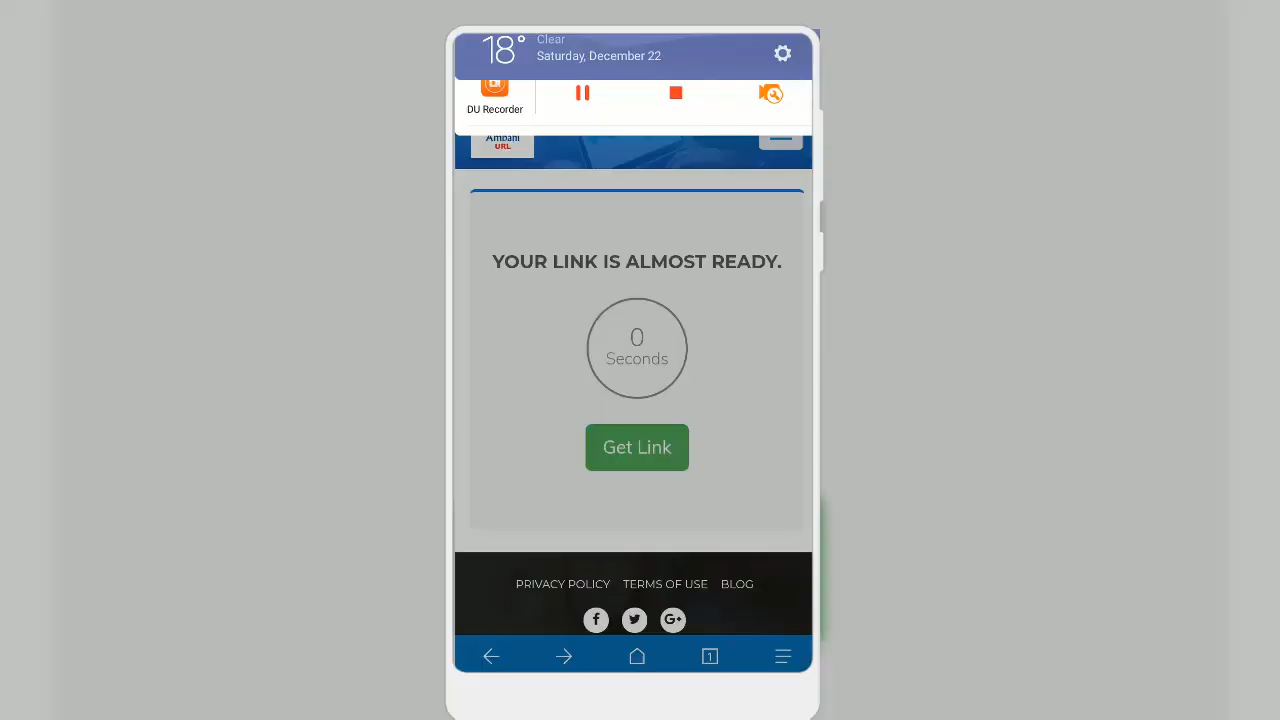 18°
Clear
Saturday, December 22
DU Recorder
Ambani
URL
YOUR LINK IS ALMOST READY.
0
Seconds
Get Link
PRIVACY POLICY TERMS OF USE BLOG
f G+
1